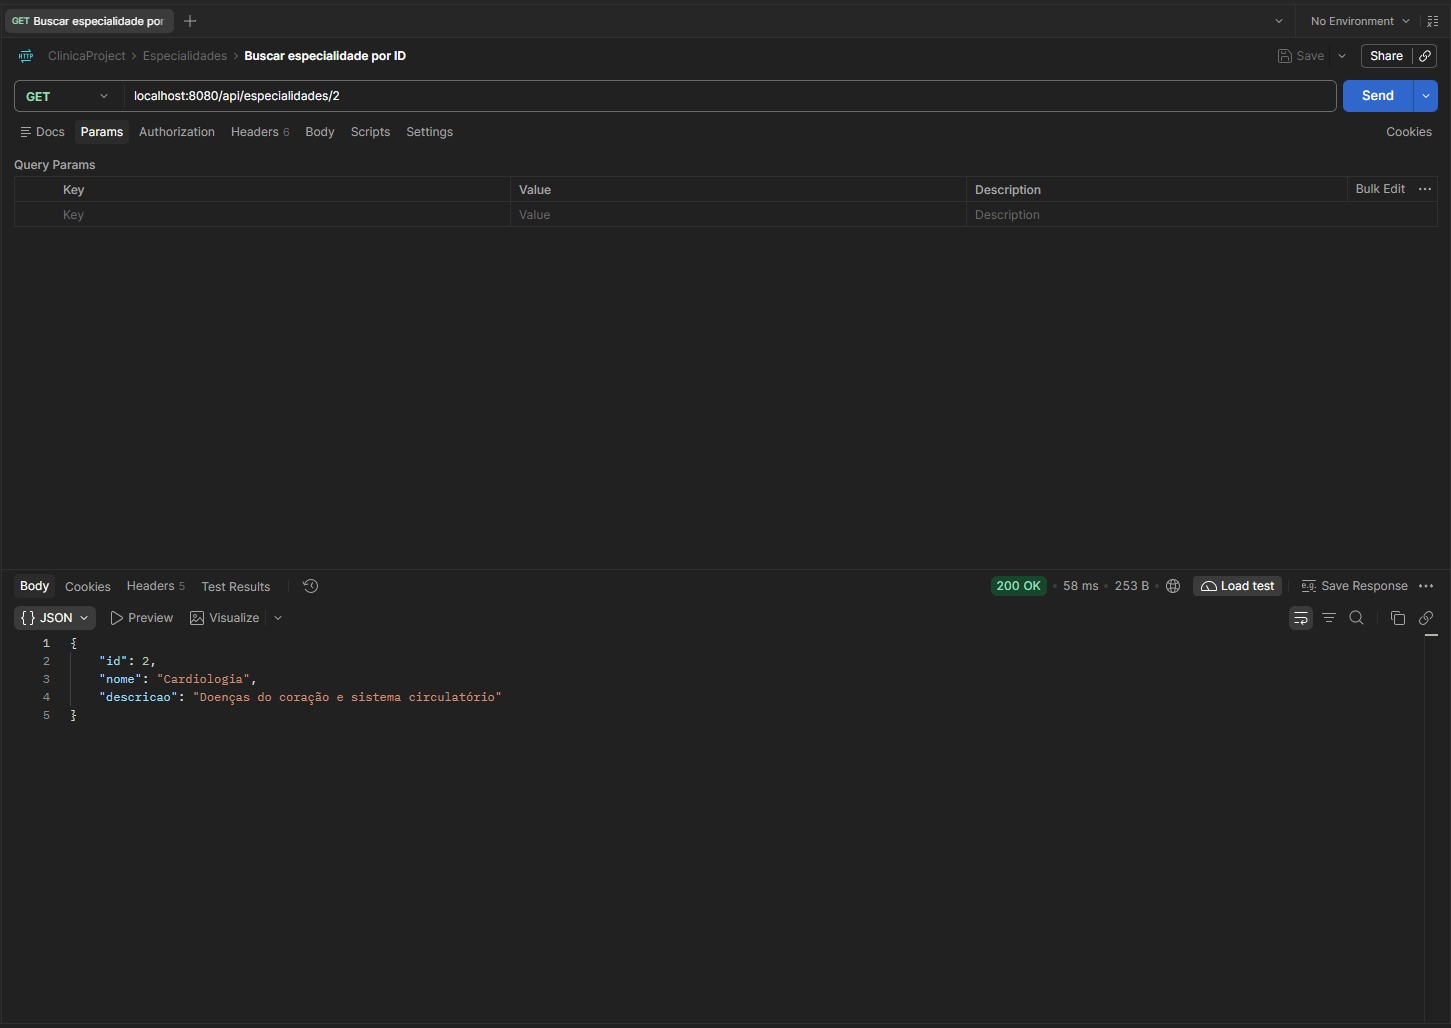 GET Buscar especialidade por
No Environment
HTTP ClinicaProject > Especialidades > Buscar especialidade por ID Save Share
GET localhost:8080/api/especialidades/2 Send
Docs Params Authorization Headers 6 Body Scripts Settings Cookies
Query Params
Key Value Description Bulk Edit ...
Key Value Description
Body Cookies Headers 5 Test Results 200 OK • 58 ms • 253 B • Load test e.g. Save Response ...
{} JSON Preview Visualize
1 {
2 "id": 2,
3 "nome": "Cardiologia",
4 "descricao": "Doenças do coração e sistema circulatório"
5 }